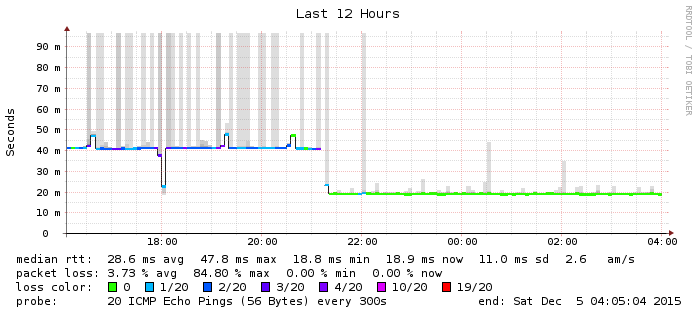 Last 12 Hours
RRDTOOL / TOBI OETIKER
Seconds
90 m
80 m
70 m
60 m
50 m
40 m
30 m
20 m
10 m
0
18:00 20:00 22:00 00:00 02:00 04:00
median rtt: 28.6 ms avg 47.8 ms max 18.8 ms min 18.9 ms now 11.0 ms sd 2.6 am/s
packet loss: 3.73 % avg 84.80 % max 0.00 % min 0.00 % now
loss color: 0 1/20 2/20 3/20 4/20 10/20 19/20
probe: 20 ICMP Echo Pings (56 Bytes) every 300s end: Sat Dec 5 04:05:04 2015